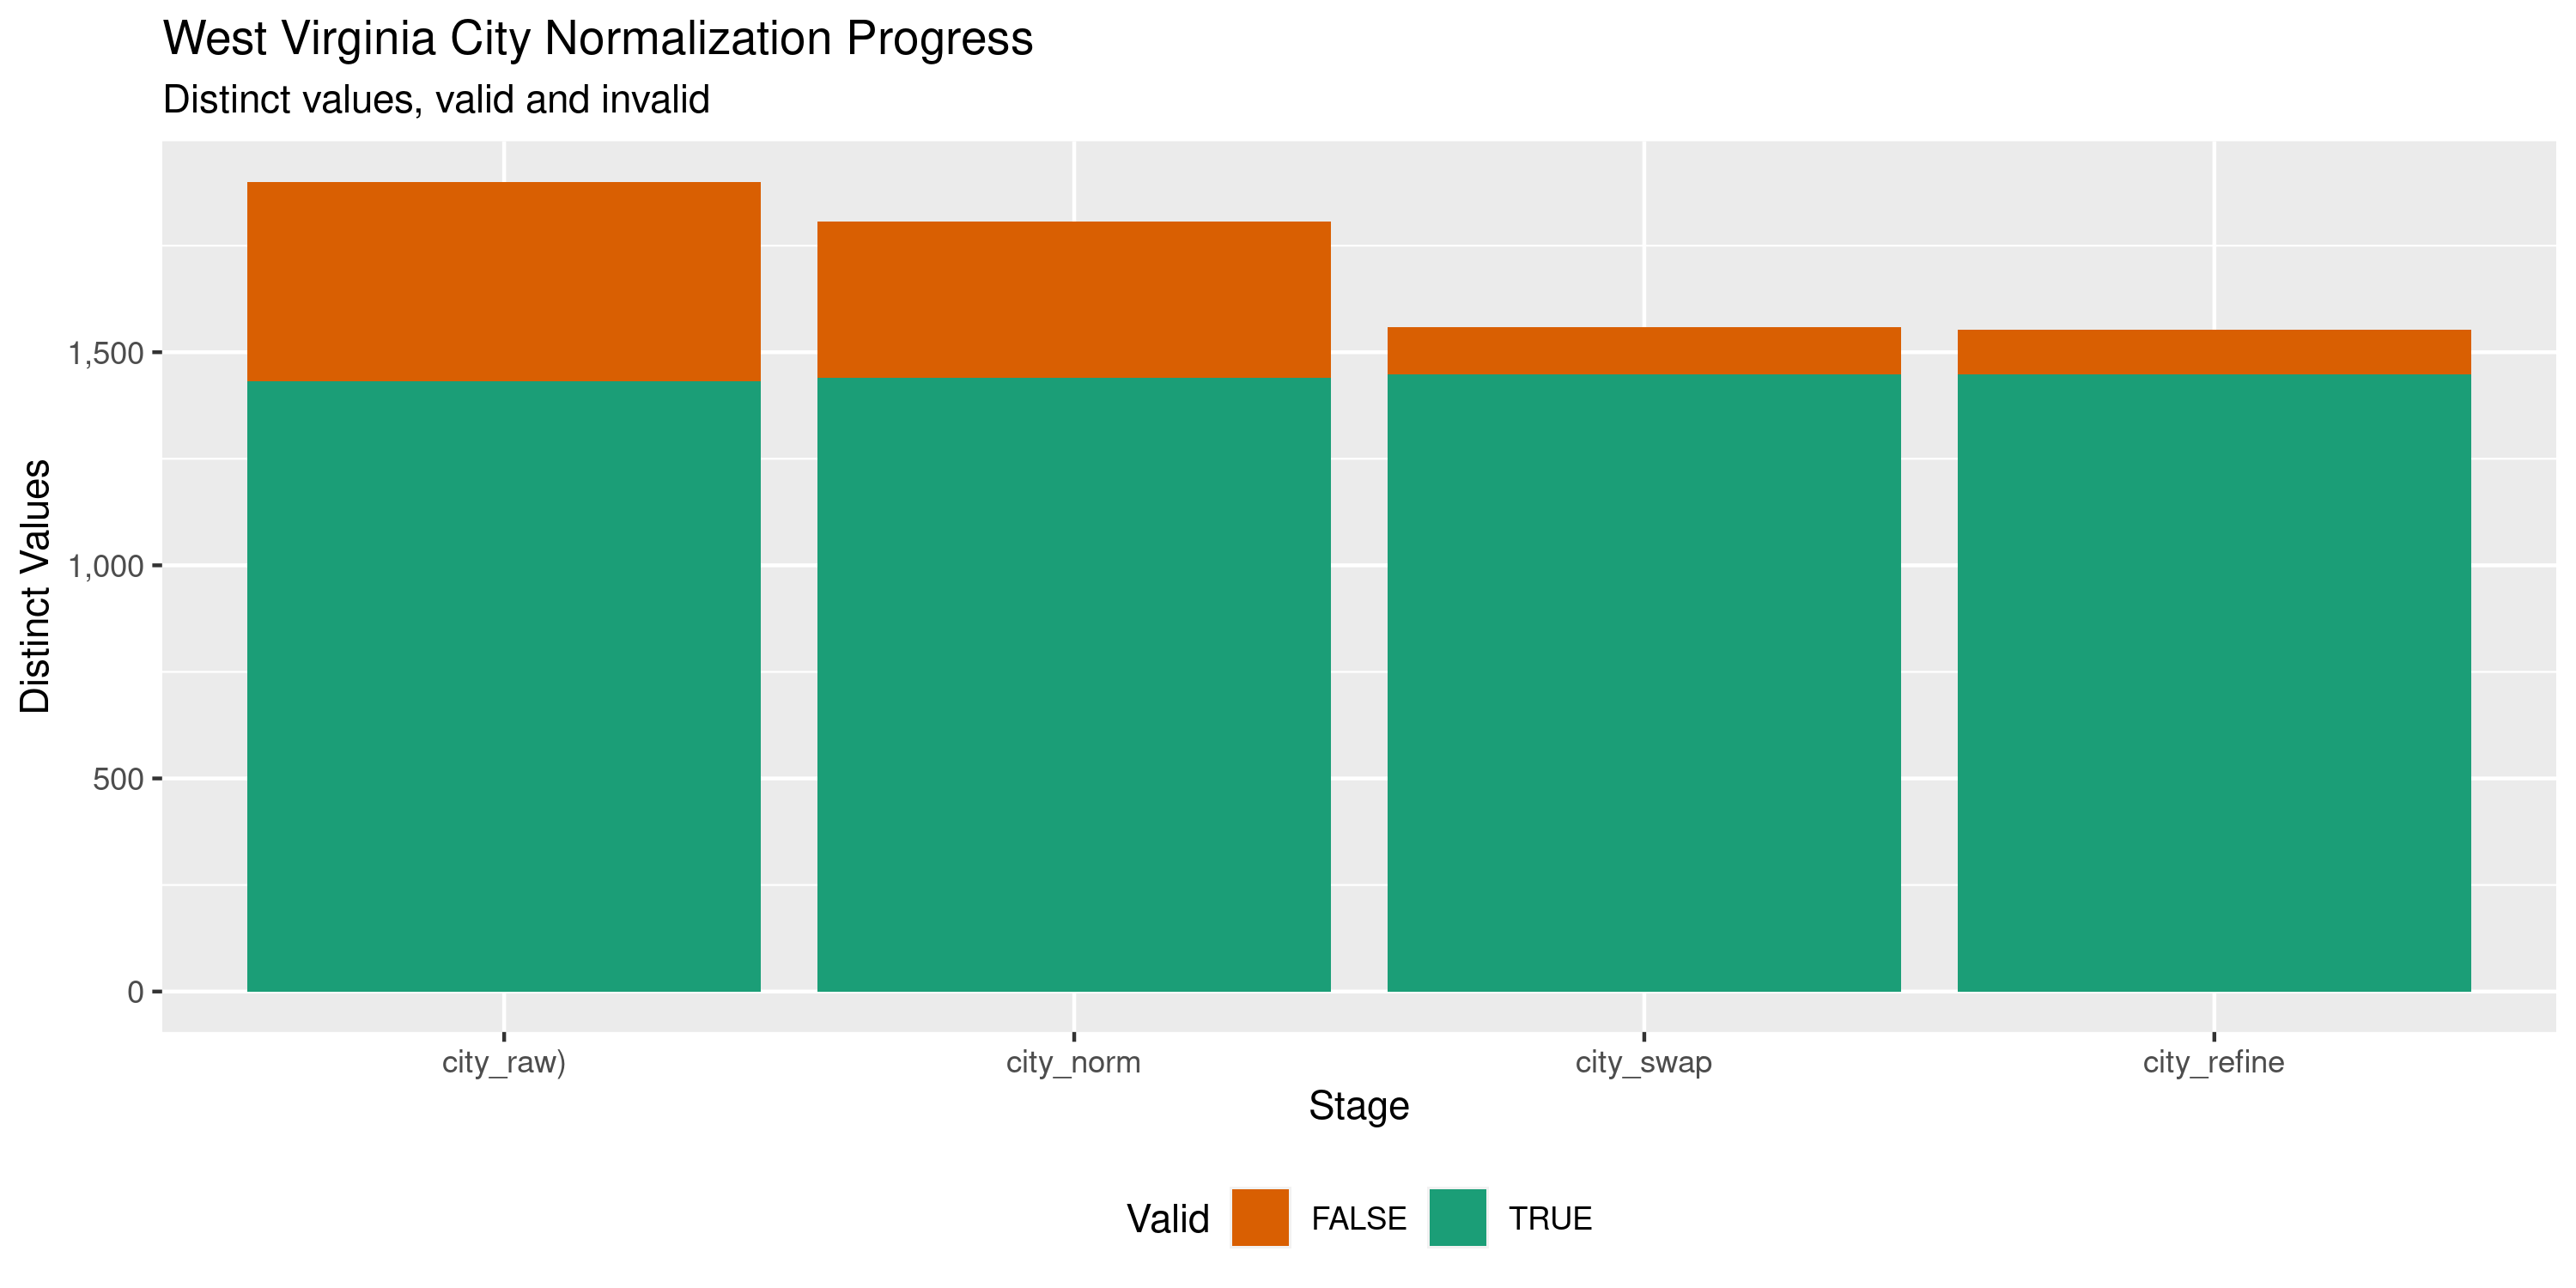 West Virginia City Normalization Progress
Distinct values, valid and invalid
Distinct Values
1,500
1,000
500
0
city_raw)
city_norm
city_swap
city_refine
Stage
Valid
FALSE
TRUE